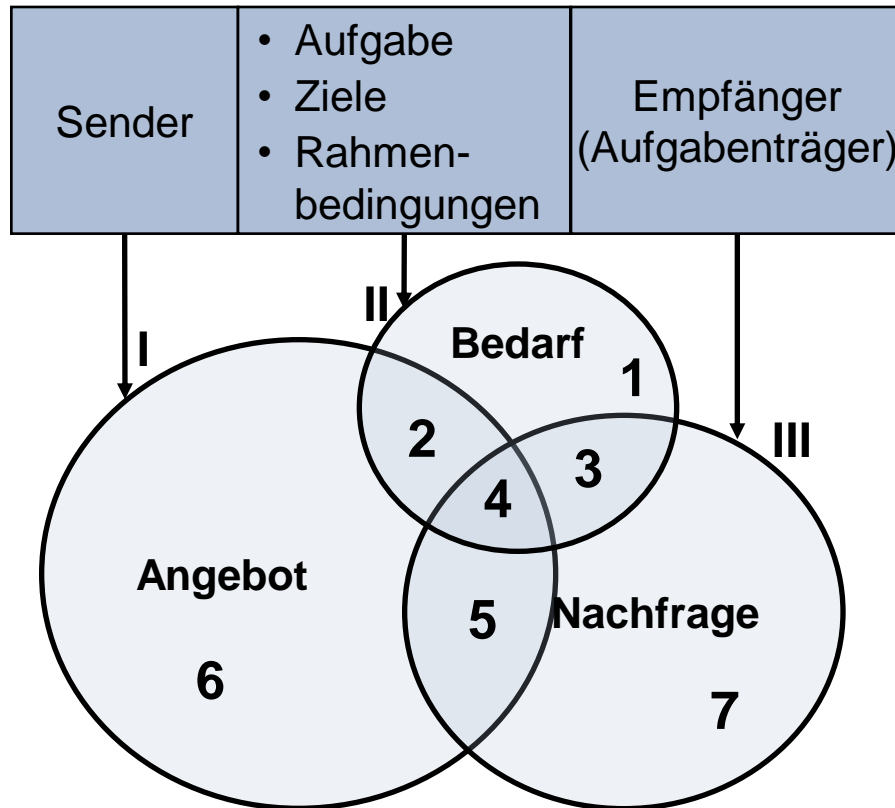 Sender
• Aufgabe
• Ziele
• Rahmen-
bedingungen
Empfänger
(Aufgabenträger)
I
II
III
Bedarf
1
2
3
4
Angebot
5
Nachfrage
6
7